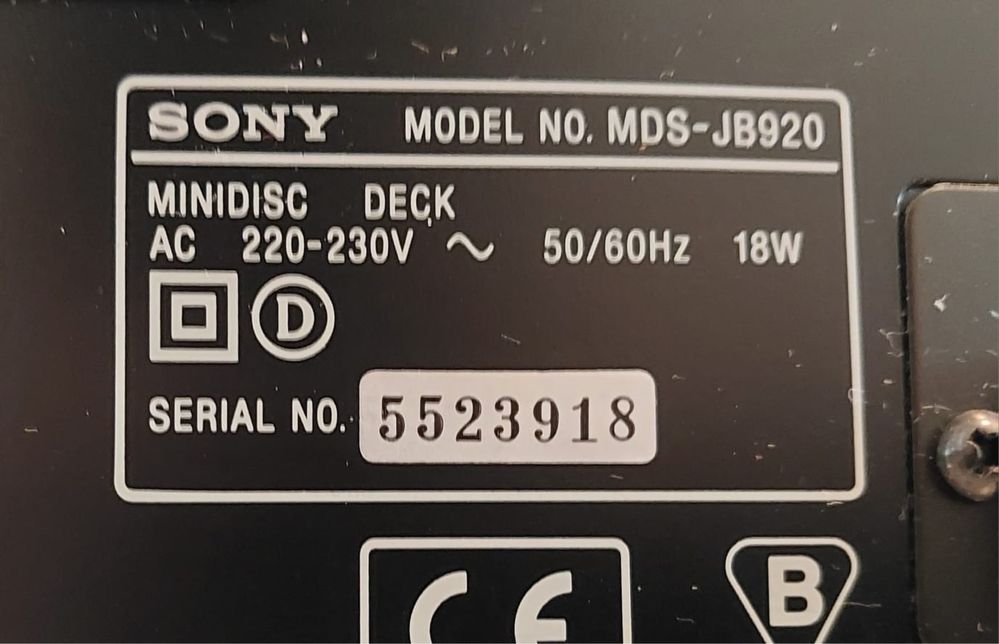 SONY MODEL NO. MDS-JB920
MINIDISC DECK
AC 220-230V ~ 50/60Hz 18W
D
SERIAL NO. 5523918
CE B